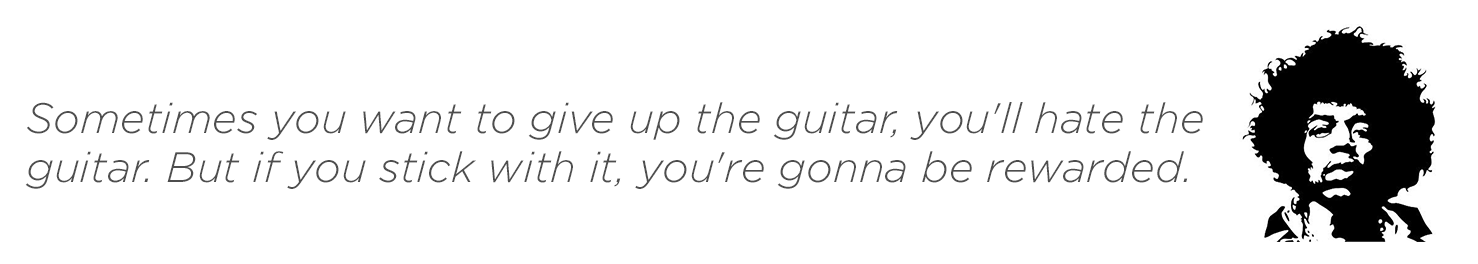 Sometimes you want to give up the guitar, you'll hate the
guitar. But if you stick with it, you're gonna be rewarded.